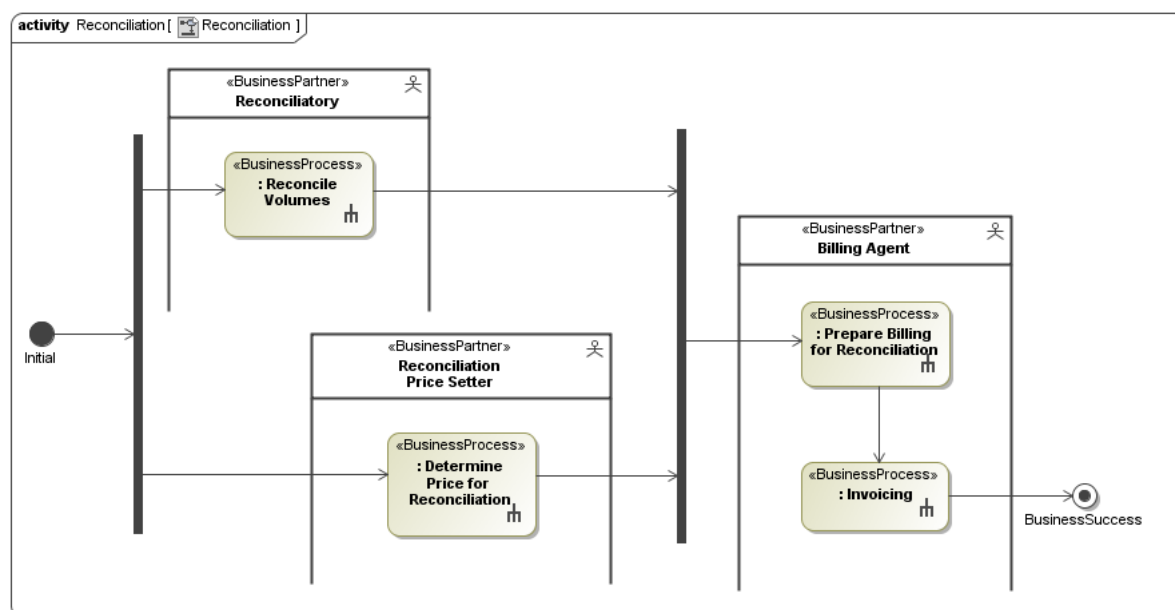 activity Reconciliation [ Reconciliation ]
«BusinessPartner»
Reconciliatory
«BusinessProcess»
: Reconcile
Volumes
Initial
«BusinessPartner»
Reconciliation
Price Setter
«BusinessProcess»
: Determine
Price for
Reconciliation
«BusinessPartner»
Billing Agent
«BusinessProcess»
: Prepare Billing
for Reconciliation
«BusinessProcess»
: Invoicing
BusinessSuccess